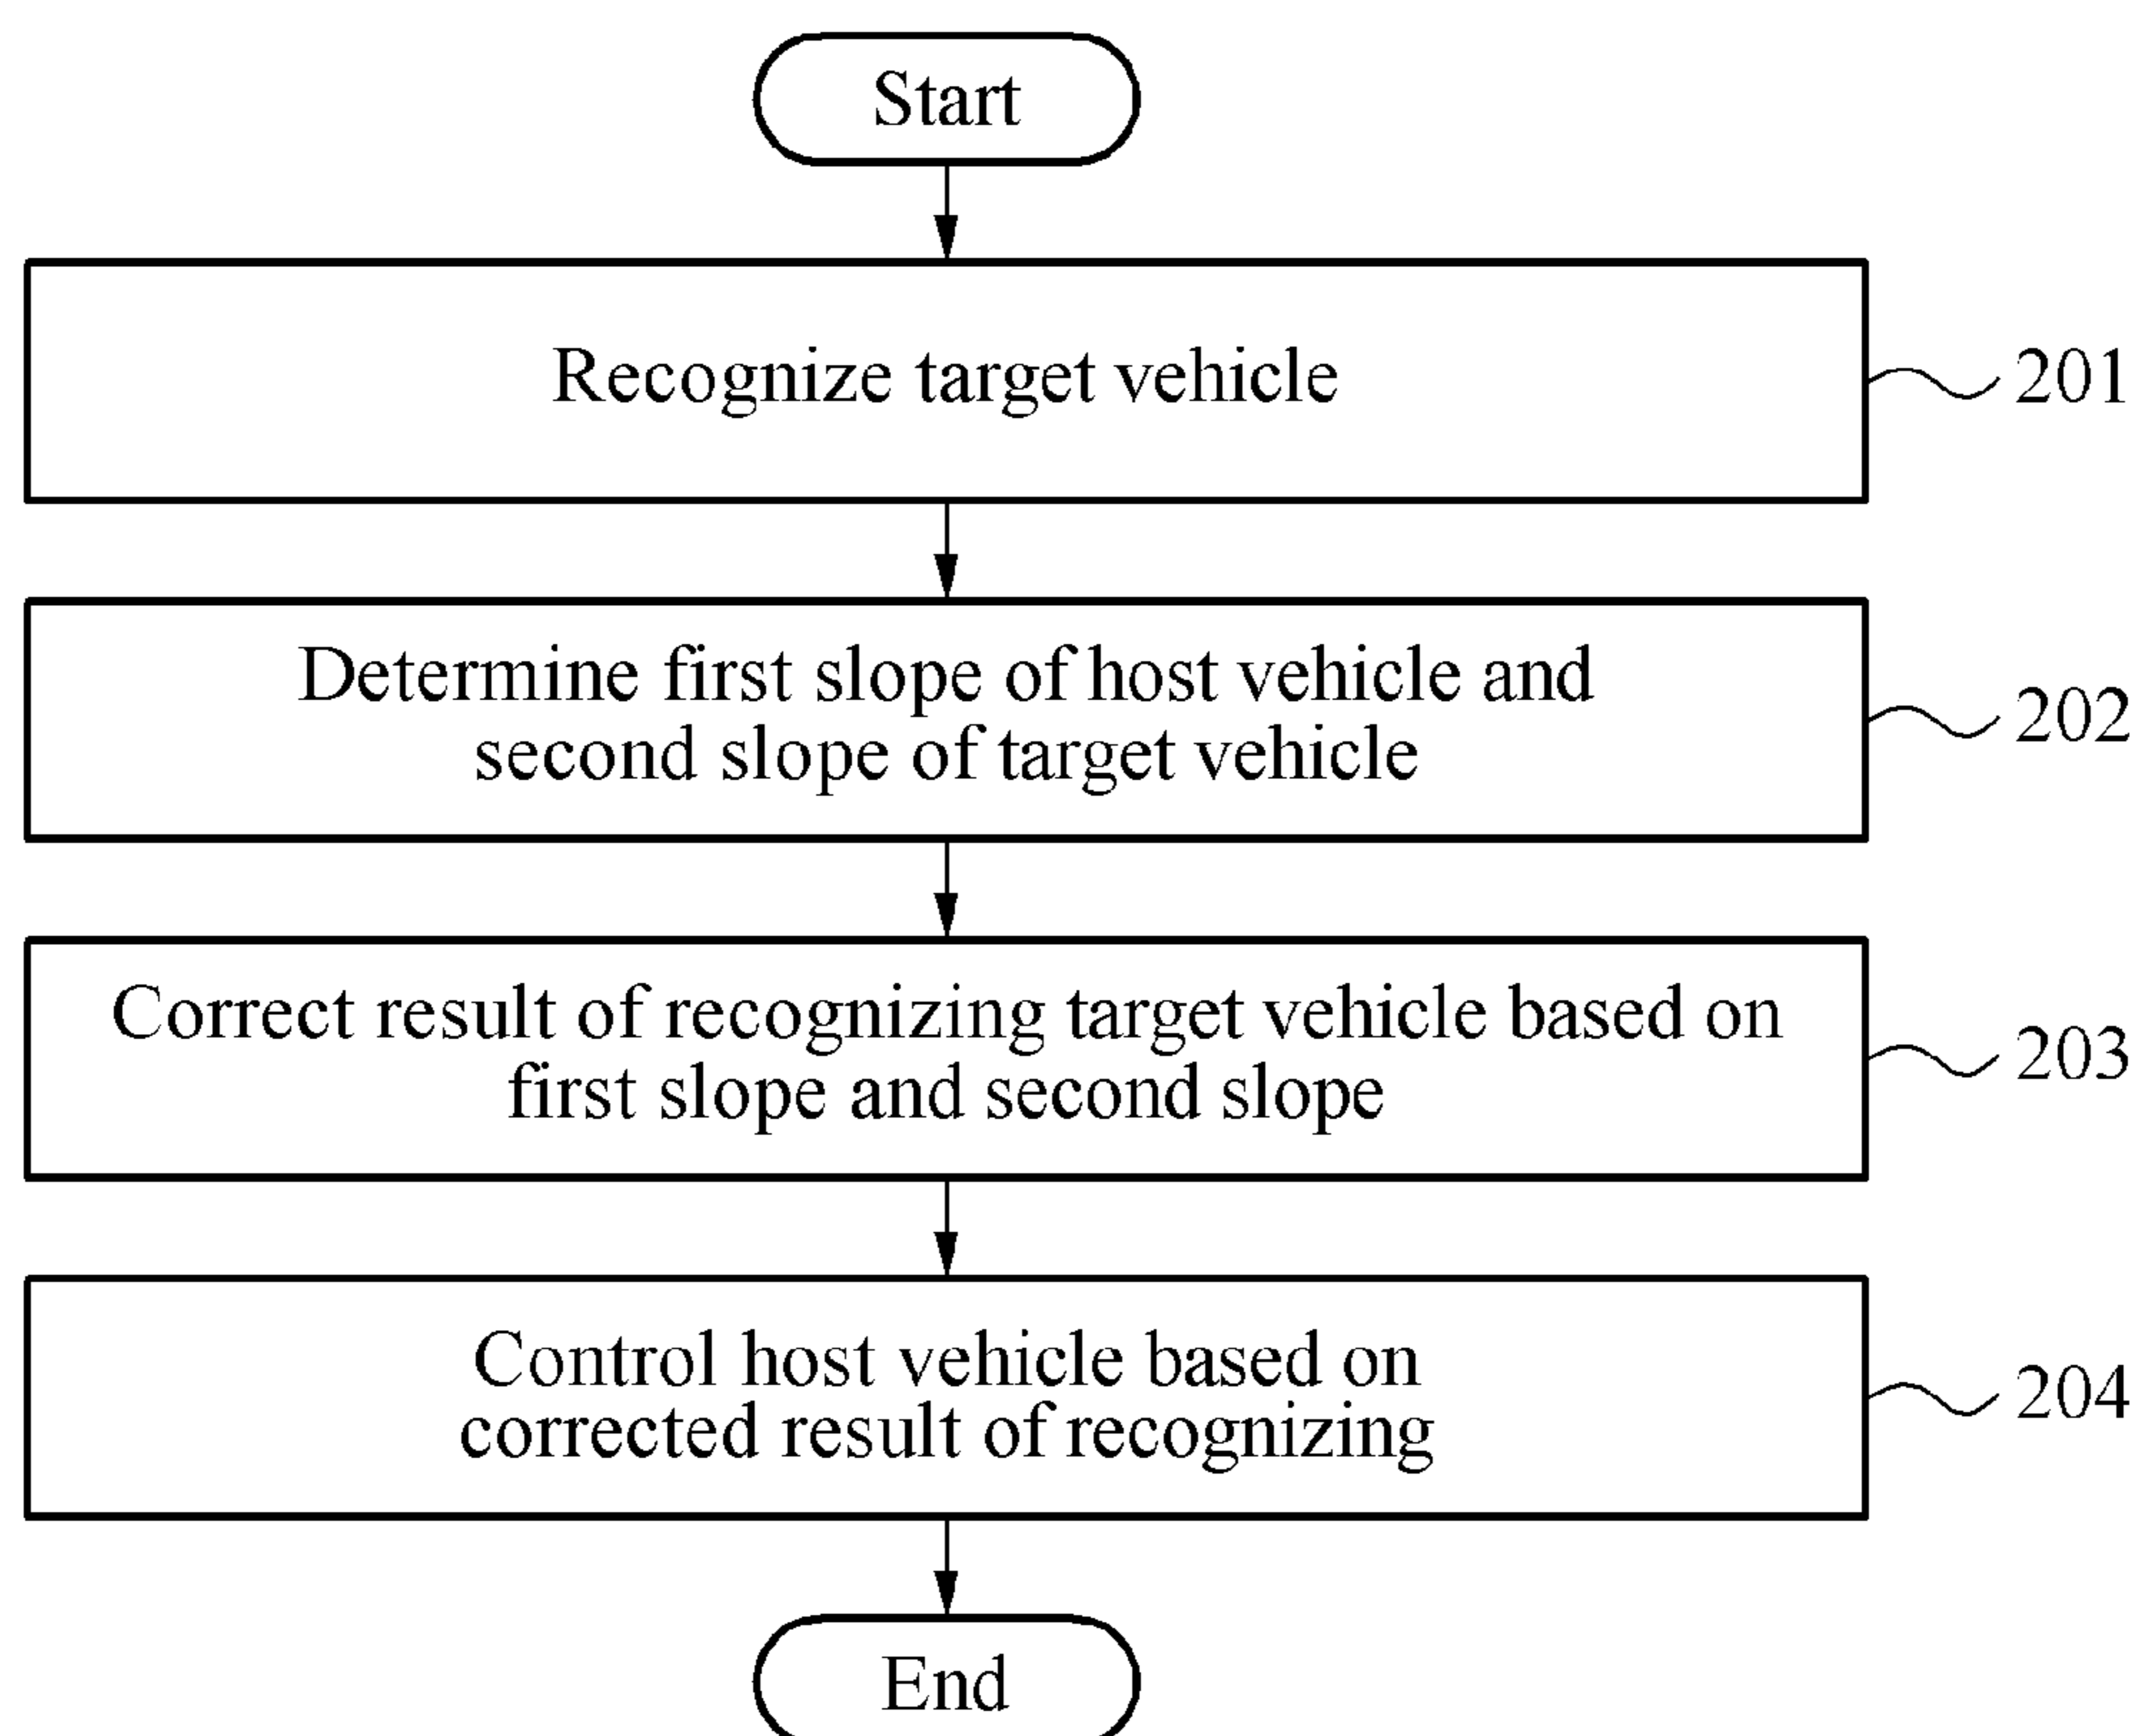 Start
Recognize target vehicle
201
Determine first slope of host vehicle and
second slope of target vehicle
202
Correct result of recognizing target vehicle based on
first slope and second slope
203
Control host vehicle based on
corrected result of recognizing
204
End